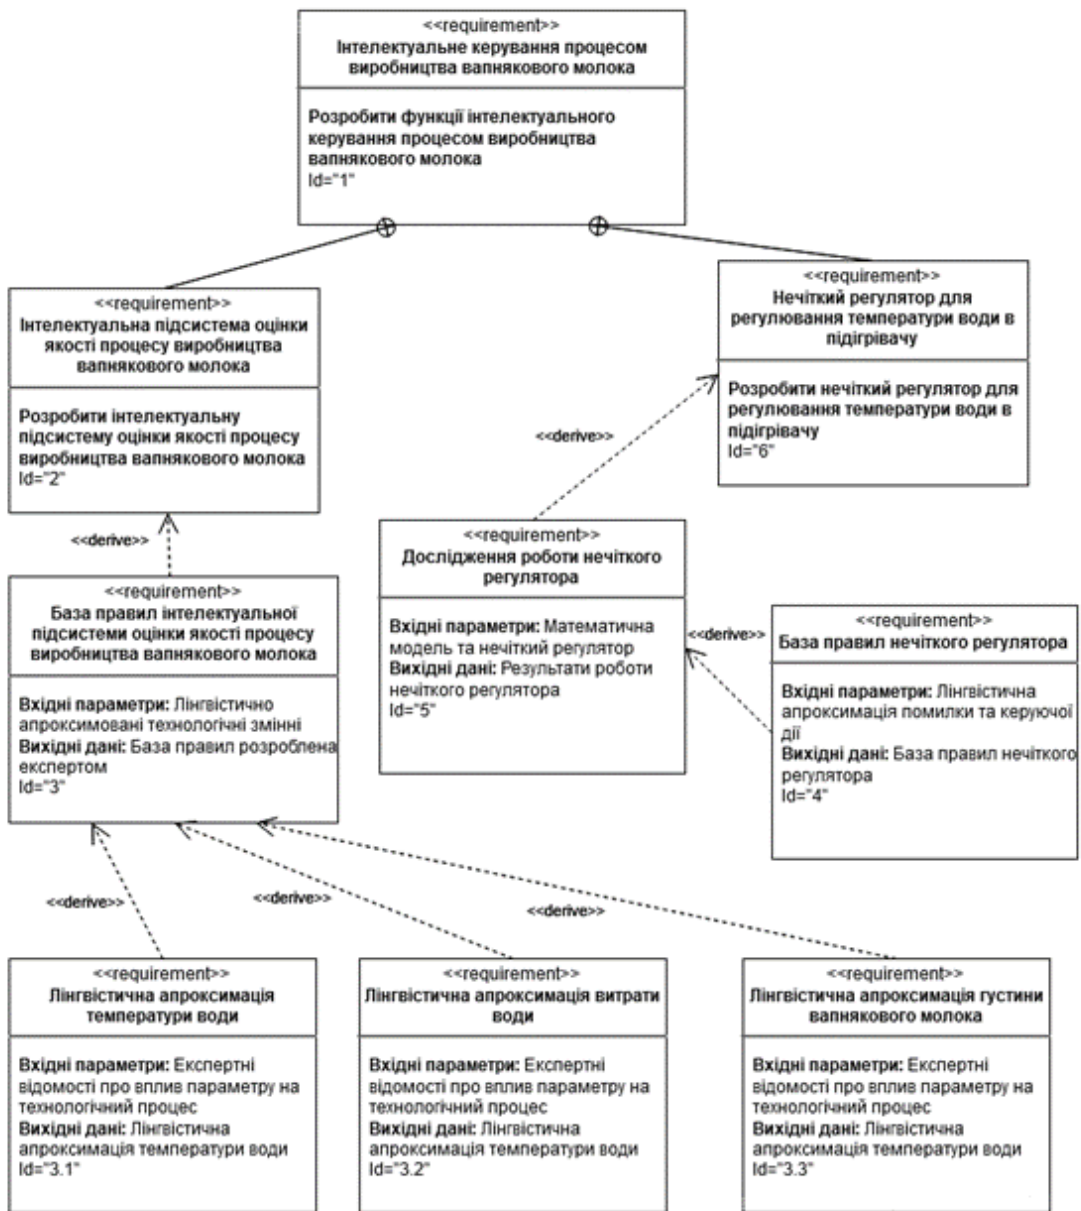 <<requirement>>
Інтелектуальне керування процесом
виробництва вапнякового молока
Розробити функції інтелектуального
керування процесом виробництва
вапнякового молока
Id="1"
<<requirement>>
Інтелектуальна підсистема оцінки
якості процесу виробництва
вапнякового молока
Розробити інтелектуальну
підсистему оцінки якості процесу
виробництва вапнякового молока
Id="2"
<<requirement>>
Нечіткий регулятор для
регулювання температури води в
підігрівачу
Розробити нечіткий регулятор для
регулювання температури води в
підігрівачу
Id="6"
<<derive>>
<<derive>>
<<requirement>>
Дослідження роботи нечіткого
регулятора
Вхідні параметри: Математична
модель та нечіткий регулятор
Вихідні дані: Результати роботи
нечіткого регулятора
Id="5"
<<requirement>>
База правил інтелектуальної
підсистеми оцінки якості процесу
виробництва вапнякового молока
Вхідні параметри: Лінгвістично
апроксимовані технологічні змінні
Вихідні дані: База правил розроблена
експертом
Id="3"
<<derive>>
<<requirement>>
База правил нечіткого регулятора
Вхідні параметри: Лінгвістична
апроксимація помилки та керуючої
дії
Вихідні дані: База правил нечіткого
регулятора
Id="4"
<<derive>>
<<derive>>
<<derive>>
<<requirement>>
Лінгвістична апроксимація
температури води
Вхідні параметри: Експертні
відомості про вплив параметру на
технологічний процес
Вихідні дані: Лінгвістична
апроксимація температури води
Id="3.1"
<<requirement>>
Лінгвістична апроксимація витрати
води
Вхідні параметри: Експертні
відомості про вплив параметру на
технологічний процес
Вихідні дані: Лінгвістична
апроксимація температури води
Id="3.2"
<<requirement>>
Лінгвістична апроксимація густини
вапнякового молока
Вхідні параметри: Експертні
відомості про вплив параметру на
технологічний процес
Вихідні дані: Лінгвістична
апроксимація температури води
Id="3.3"